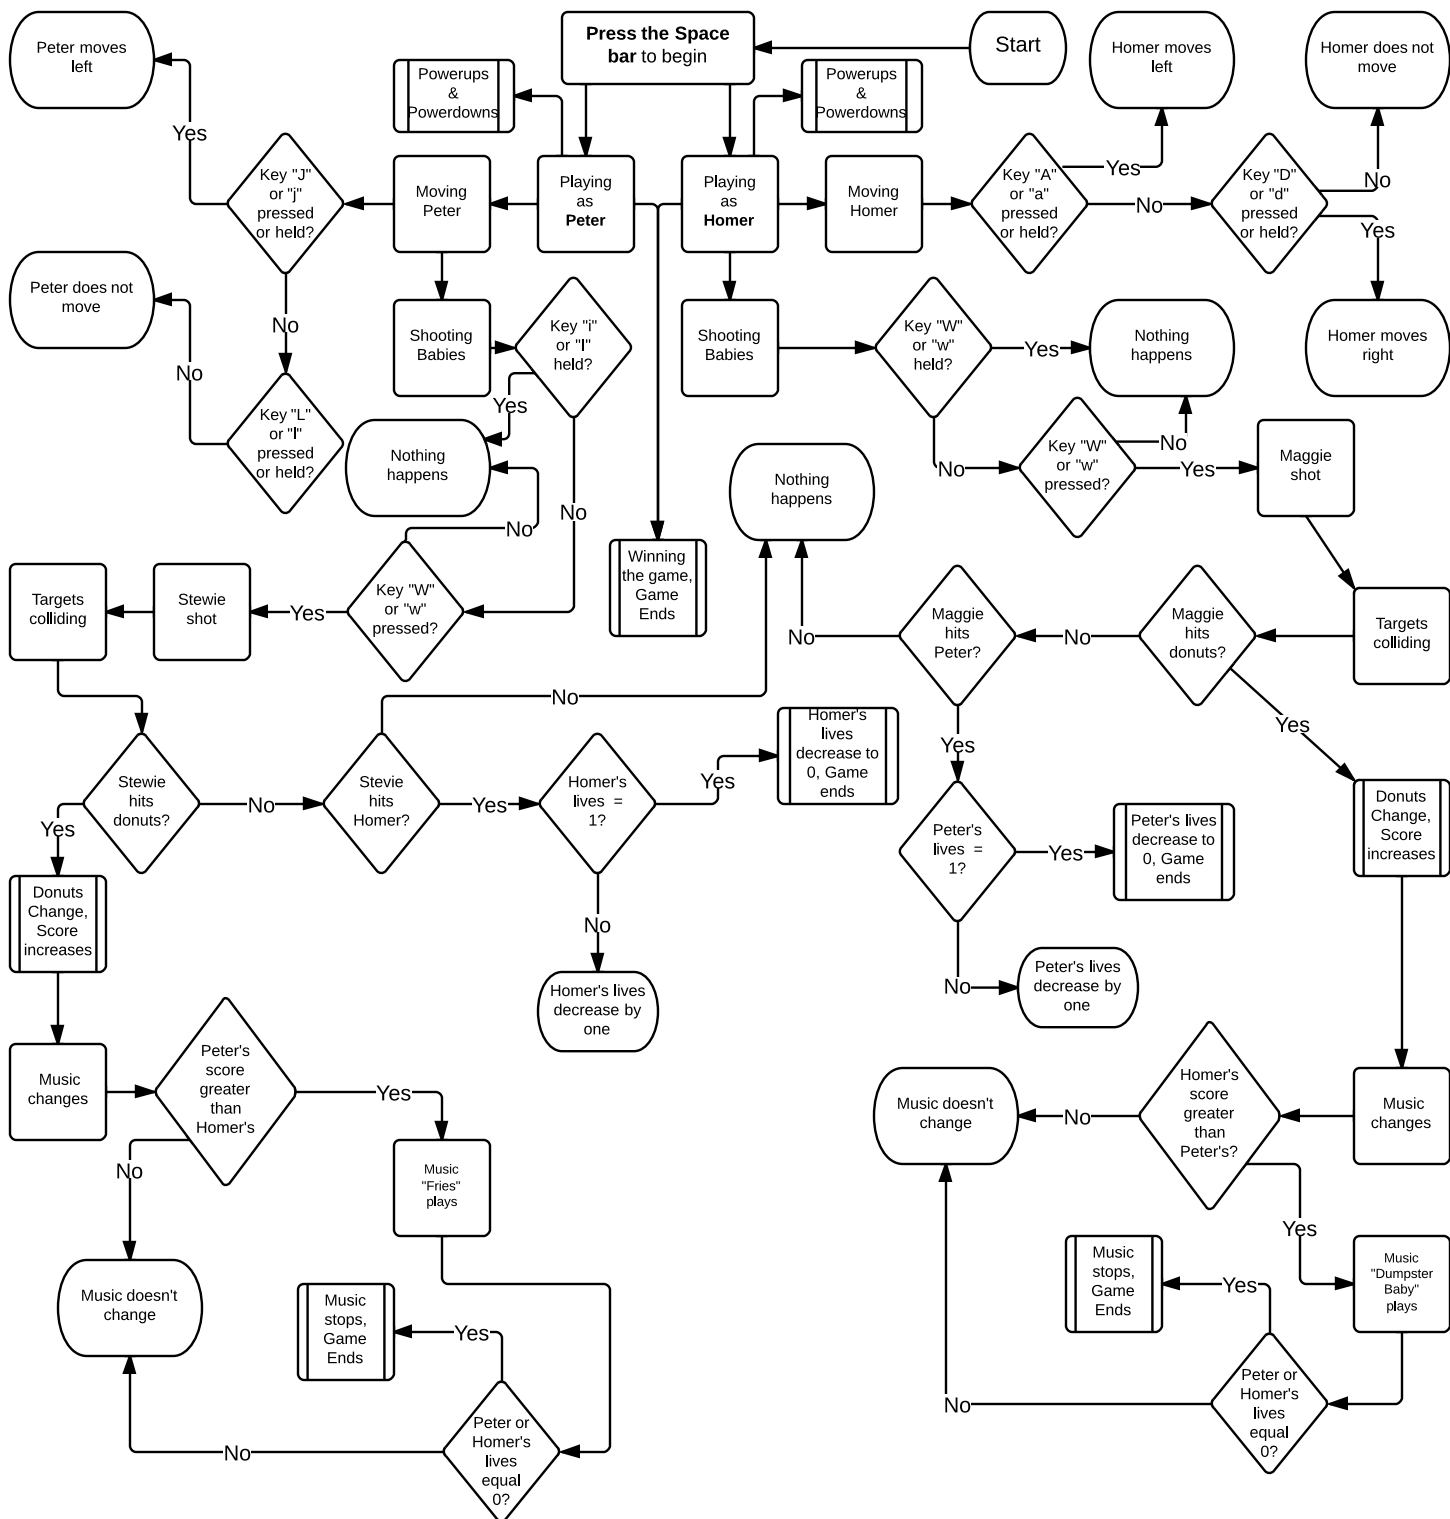 Peter moves
left
Press the Space
bar to begin
Start
Homer moves
left
Homer does not
move
Powerups
&
Powerdowns
Powerups
&
Powerdowns
Yes
Key "J"
or "j"
pressed
or held?
Moving
Peter
Playing
as
Peter
Playing
as
Homer
Moving
Homer
Key "A"
or "a"
pressed
or held?
Yes
No
Key "D"
or "d"
pressed
or held?
No
Yes
Peter does not
move
No
No
Shooting
Babies
Key "i"
or "I"
held?
Shooting
Babies
Key "W"
or "w"
held?
Yes
Nothing
happens
Homer moves
right
Key "L"
or "l"
pressed
or held?
Yes
Nothing
happens
No
No
Nothing
happens
No
Key "W"
or "w"
pressed?
No
Yes
Maggie
shot
Targets
colliding
Stewie
shot
Yes
Key "W"
or "w"
pressed?
Winning
the game,
Game
Ends
No
Maggie
hits
Peter?
No
Maggie
hits
donuts?
Targets
colliding
No
Yes
Yes
Stewie
hits
donuts?
No
Stevie
hits
Homer?
Yes
Homer's
lives =
1?
Yes
Homer's
lives
decrease to
0, Game
ends
Yes
Peter's
lives =
1?
Yes
Peter's lives
decrease to
0, Game
ends
Donuts
Change,
Score
increases
Donuts
Change,
Score
increases
No
Homer's lives
decrease by
one
No
Peter's lives
decrease by
one
Music
changes
Peter's
score
greater
than
Homer's
Yes
No
Music
"Fries"
plays
Music doesn't
change
No
Homer's
score
greater
than
Peter's?
Music
changes
Yes
Music doesn't
change
Music
stops,
Game
Ends
Yes
Music
stops,
Game
Ends
Yes
Music
"Dumpster
Baby"
plays
No
Peter or
Homer's
lives
equal
0?
No
Peter or
Homer's
lives
equal
0?